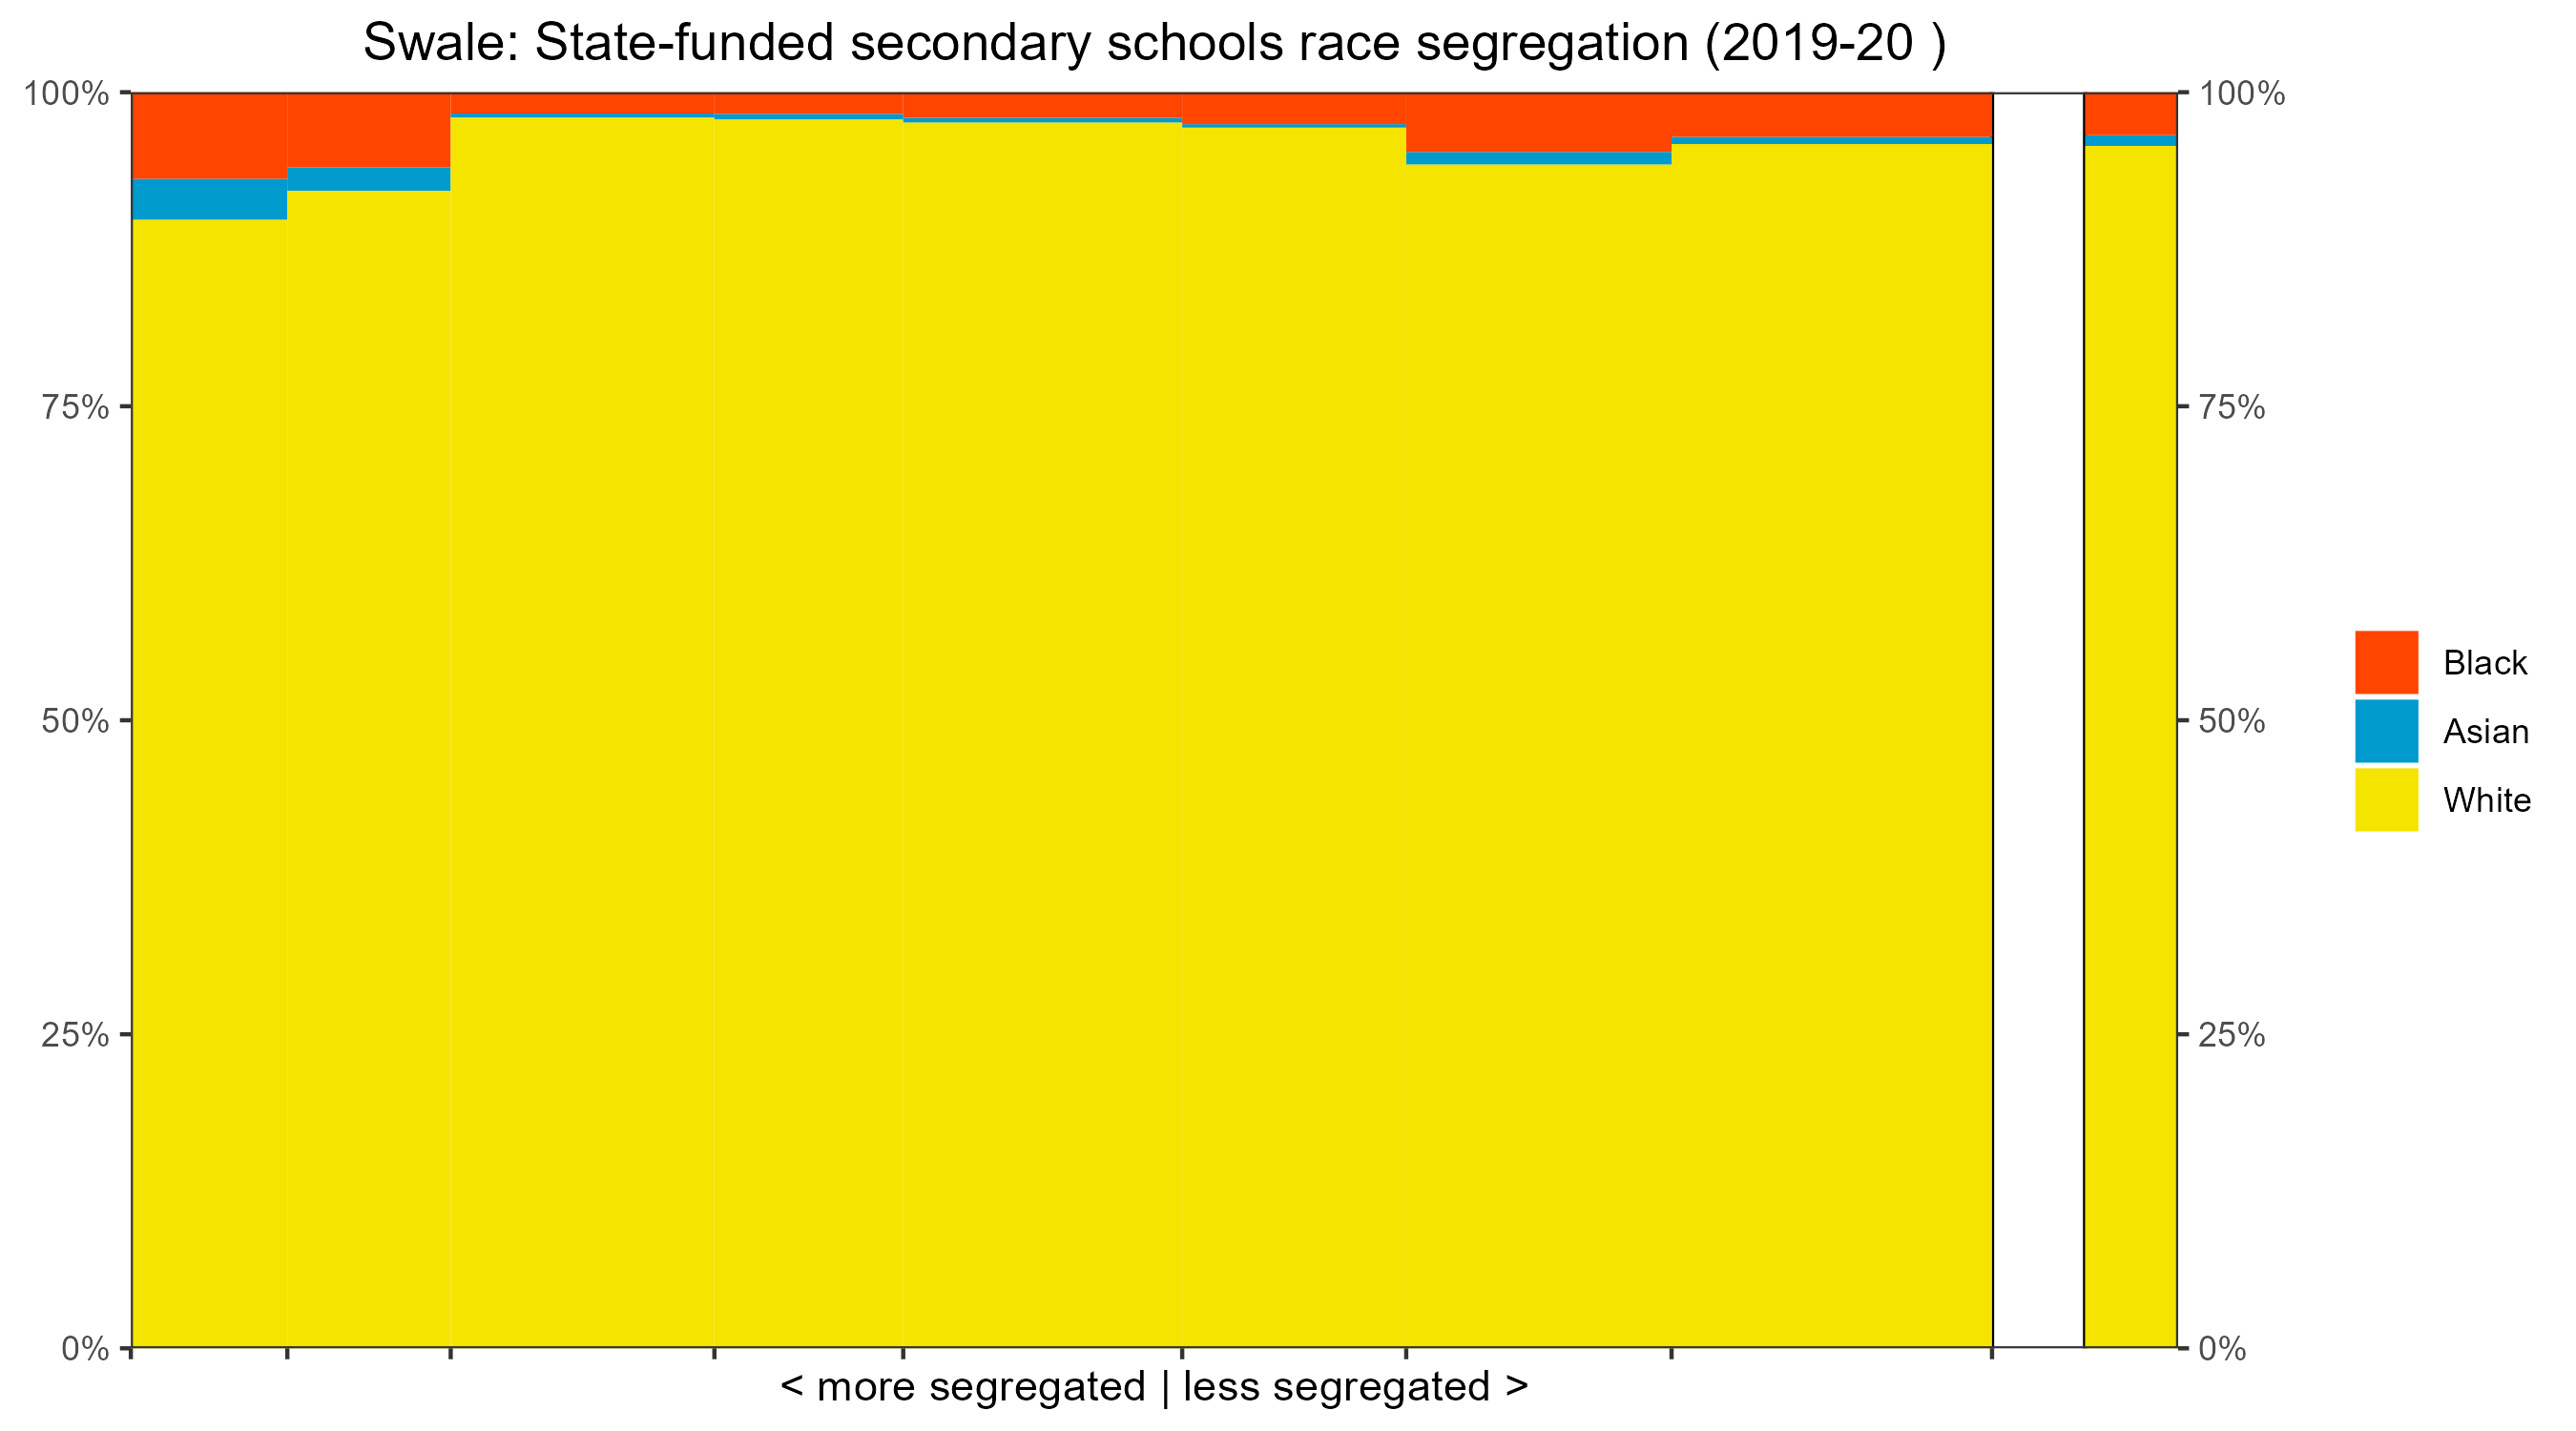 Swale: State-funded secondary schools race segregation (2019-20 )
100%
75%
50%
25%
0%
100%
75%
50%
25%
0%
Black
Asian
White
< more segregated | less segregated >